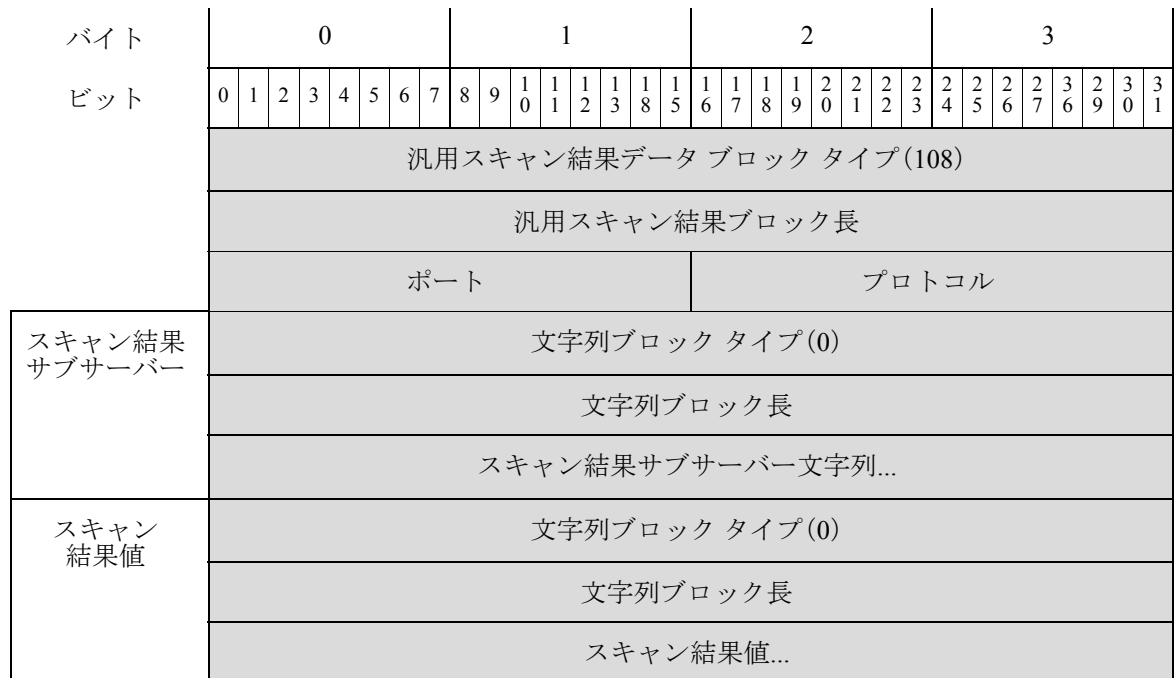 バイト 0 1 2 3
ビット 0 1 2 3 4 5 6 7 8 9 10 11 12 13 18 15 16 17 18 19 20 21 22 23 24 25 26 27 36 29 30 31
汎用スキャン結果データ ブロック タイプ(108)
汎用スキャン結果ブロック長
ポート プロトコル
スキャン結果
サブサーバー
文字列ブロック タイプ(0)
文字列ブロック長
スキャン結果サブサーバー文字列...
スキャン
結果値
文字列ブロック タイプ(0)
文字列ブロック長
スキャン結果値...